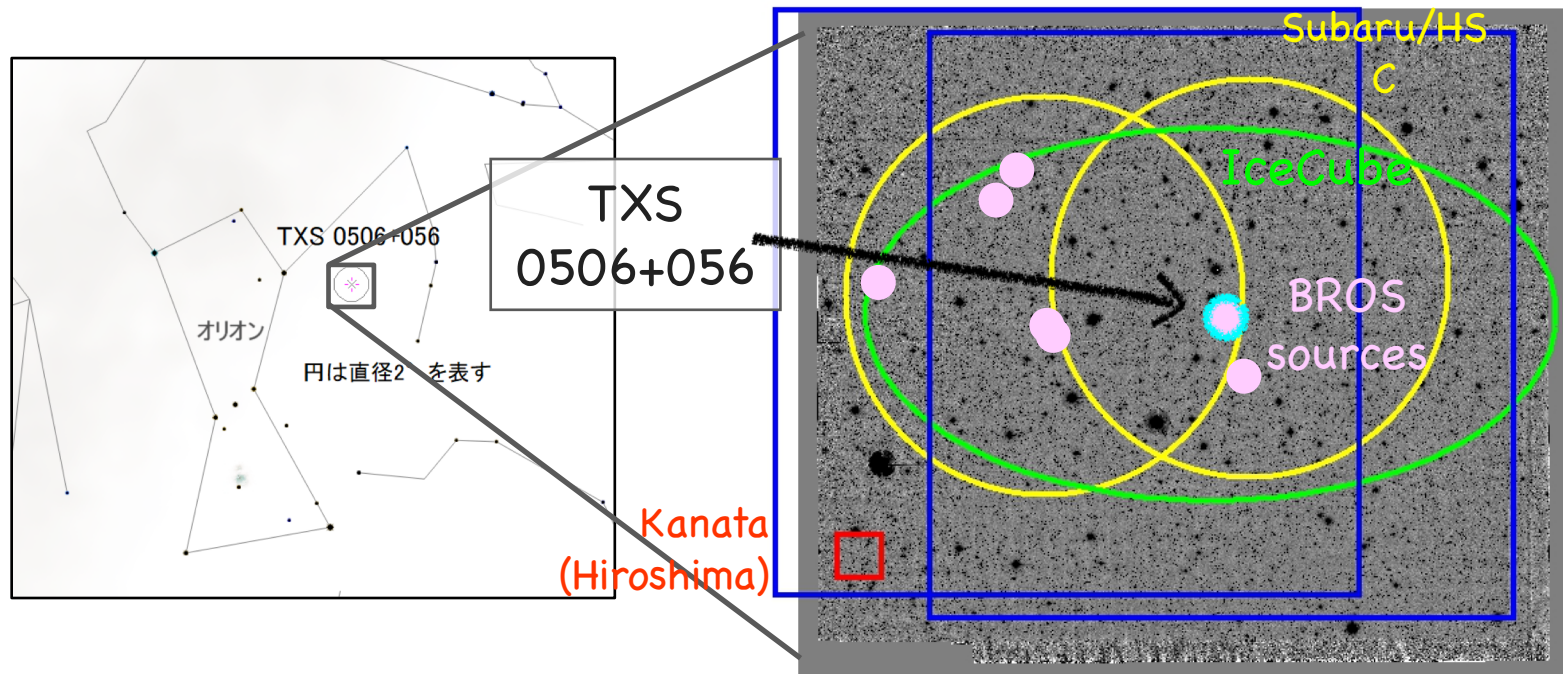 TXS 0506+056
オリオン
円は直径2°を表す
TXS
0506+056
Kanata
(Hiroshima)
Subaru/HS
C
IceCube
BROS
sources